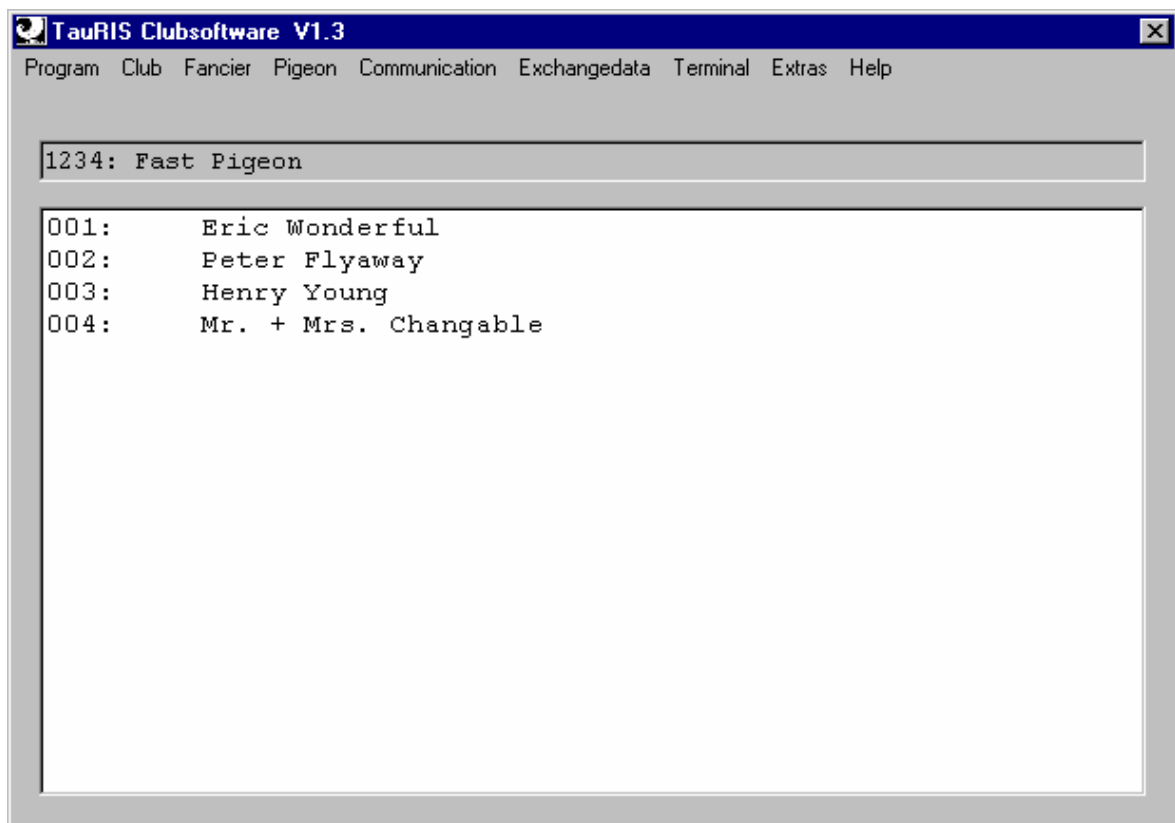 TauRIS Clubsoftware V1.3
Program Club Fancier Pigeon Communication Exchangedata Terminal Extras Help
1234: Fast Pigeon
001: Eric Wonderful
002: Peter Flyaway
003: Henry Young
004: Mr. + Mrs. Changable